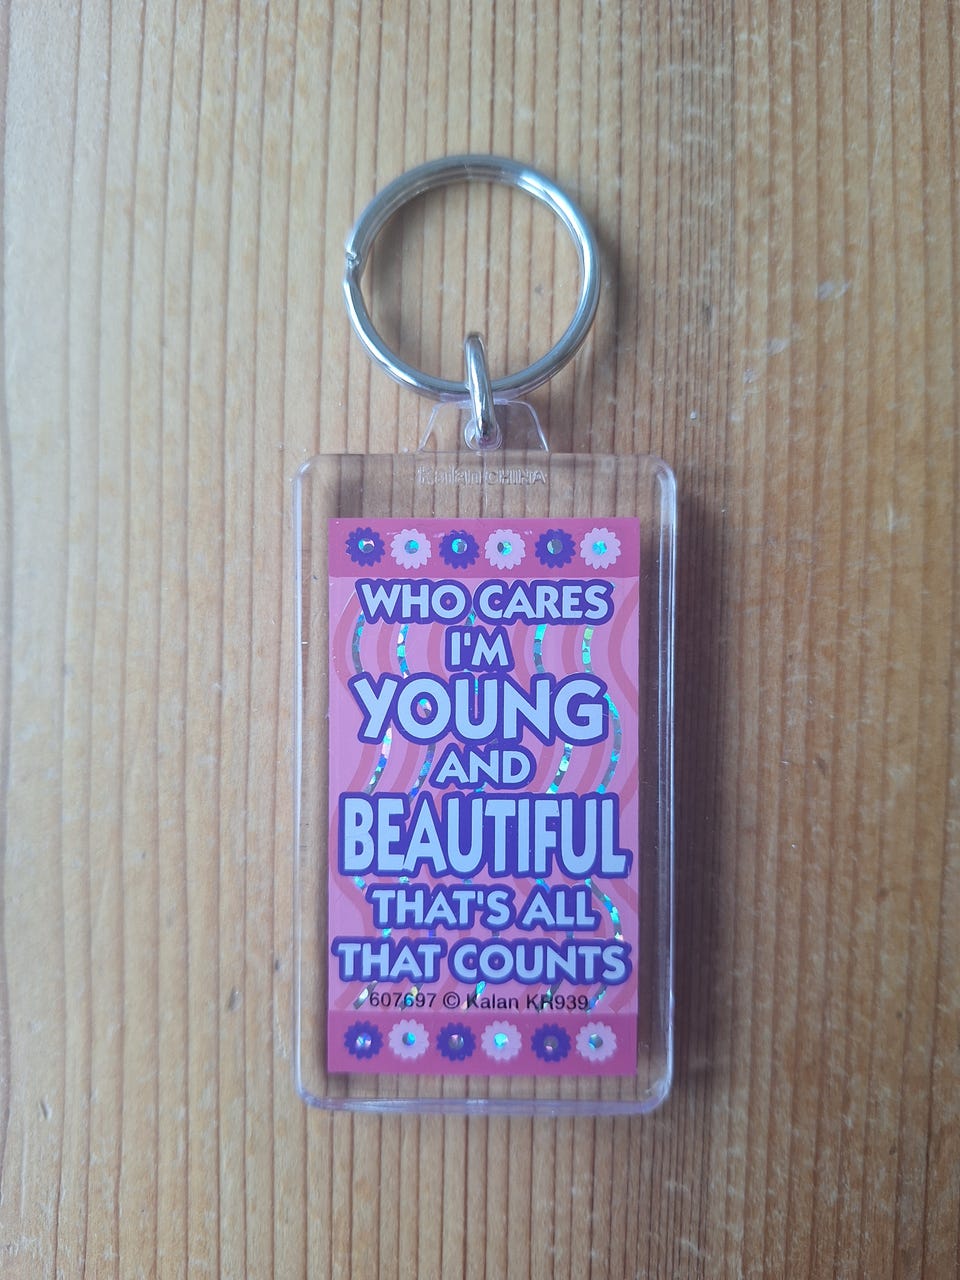 Kalan CHINA
WHO CARES
I'M
YOUNG
AND
BEAUTIFUL
THAT'S ALL
THAT COUNTS
607697 © Kalan KR939